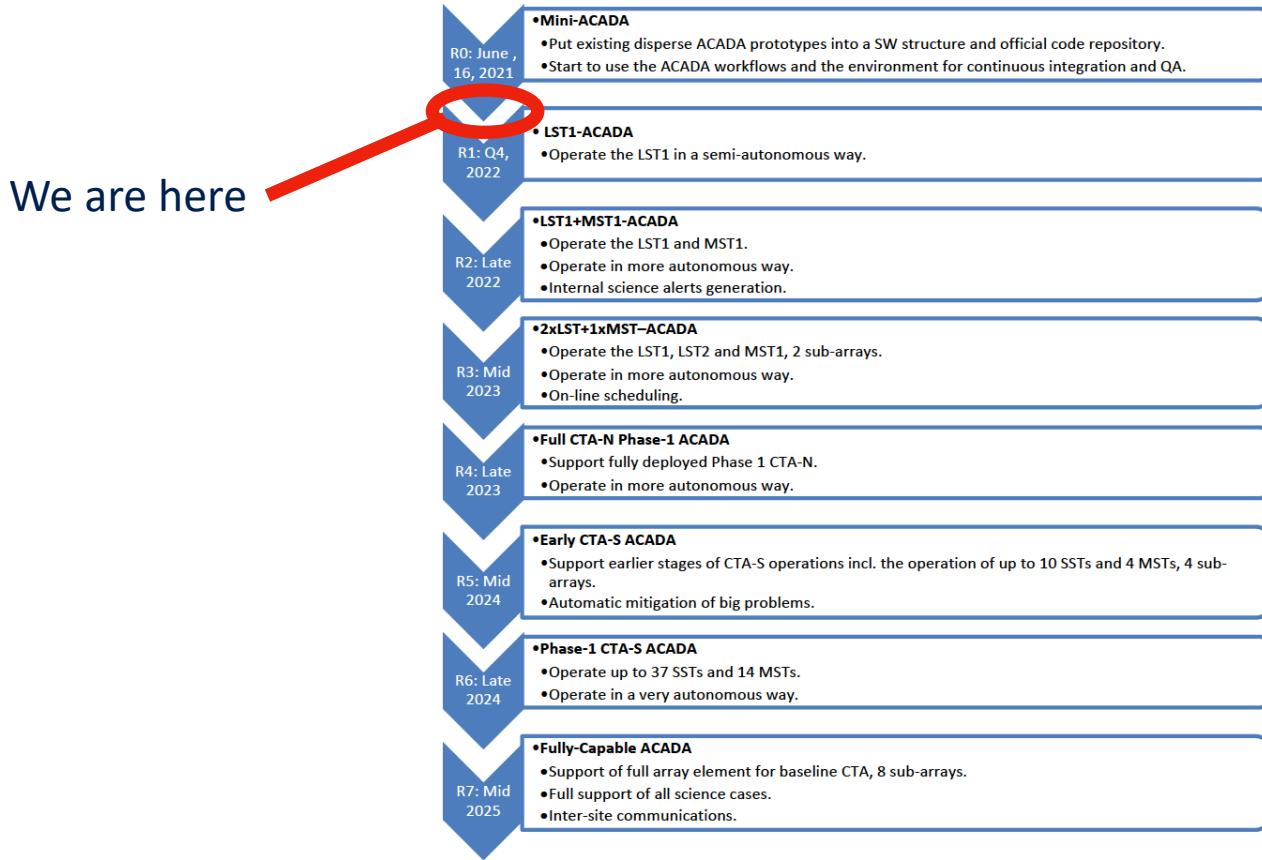 We are here
R0: June ,
16, 2021
•Mini-ACADA
•Put existing disperse ACADA prototypes into a SW structure and official code repository.
•Start to use the ACADA workflows and the environment for continuous integration and QA.
R1: Q4,
2022
• LST1-ACADA
•Operate the LST1 in a semi-autonomous way.
R2: Late
2022
•LST1+MST1-ACADA
•Operate the LST1 and MST1.
•Operate in more autonomous way.
•Internal science alerts generation.
R3: Mid
2023
•2xLST+1xMST–ACADA
•Operate the LST1, LST2 and MST1, 2 sub-arrays.
•Operate in more autonomous way.
•On-line scheduling.
R4: Late
2023
•Full CTA-N Phase-1 ACADA
•Support fully deployed Phase 1 CTA-N.
•Operate in more autonomous way.
R5: Mid
2024
•Early CTA-S ACADA
•Support earlier stages of CTA-S operations incl. the operation of up to 10 SSTs and 4 MSTs, 4 sub-
arrays.
•Automatic mitigation of big problems.
R6: Late
2024
•Phase-1 CTA-S ACADA
•Operate up to 37 SSTs and 14 MSTs.
•Operate in a very autonomous way.
R7: Mid
2025
•Fully-Capable ACADA
•Support of full array element for baseline CTA, 8 sub-arrays.
•Full support of all science cases.
•Inter-site communications.